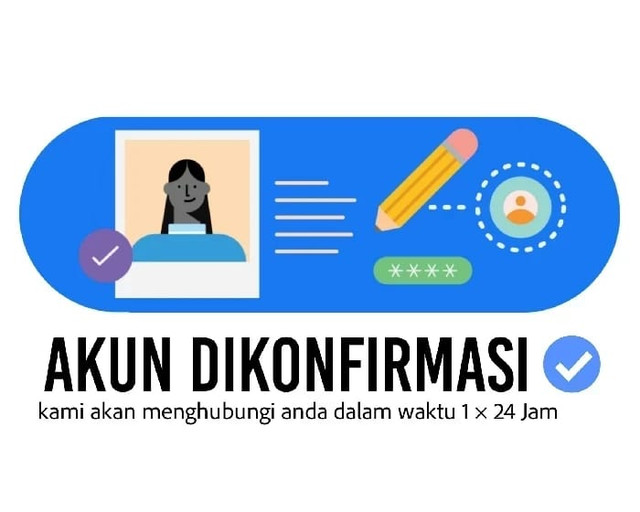 ****
AKUN DIKONFIRMASI
kami akan menghubungi anda dalam waktu 1 × 24 Jam